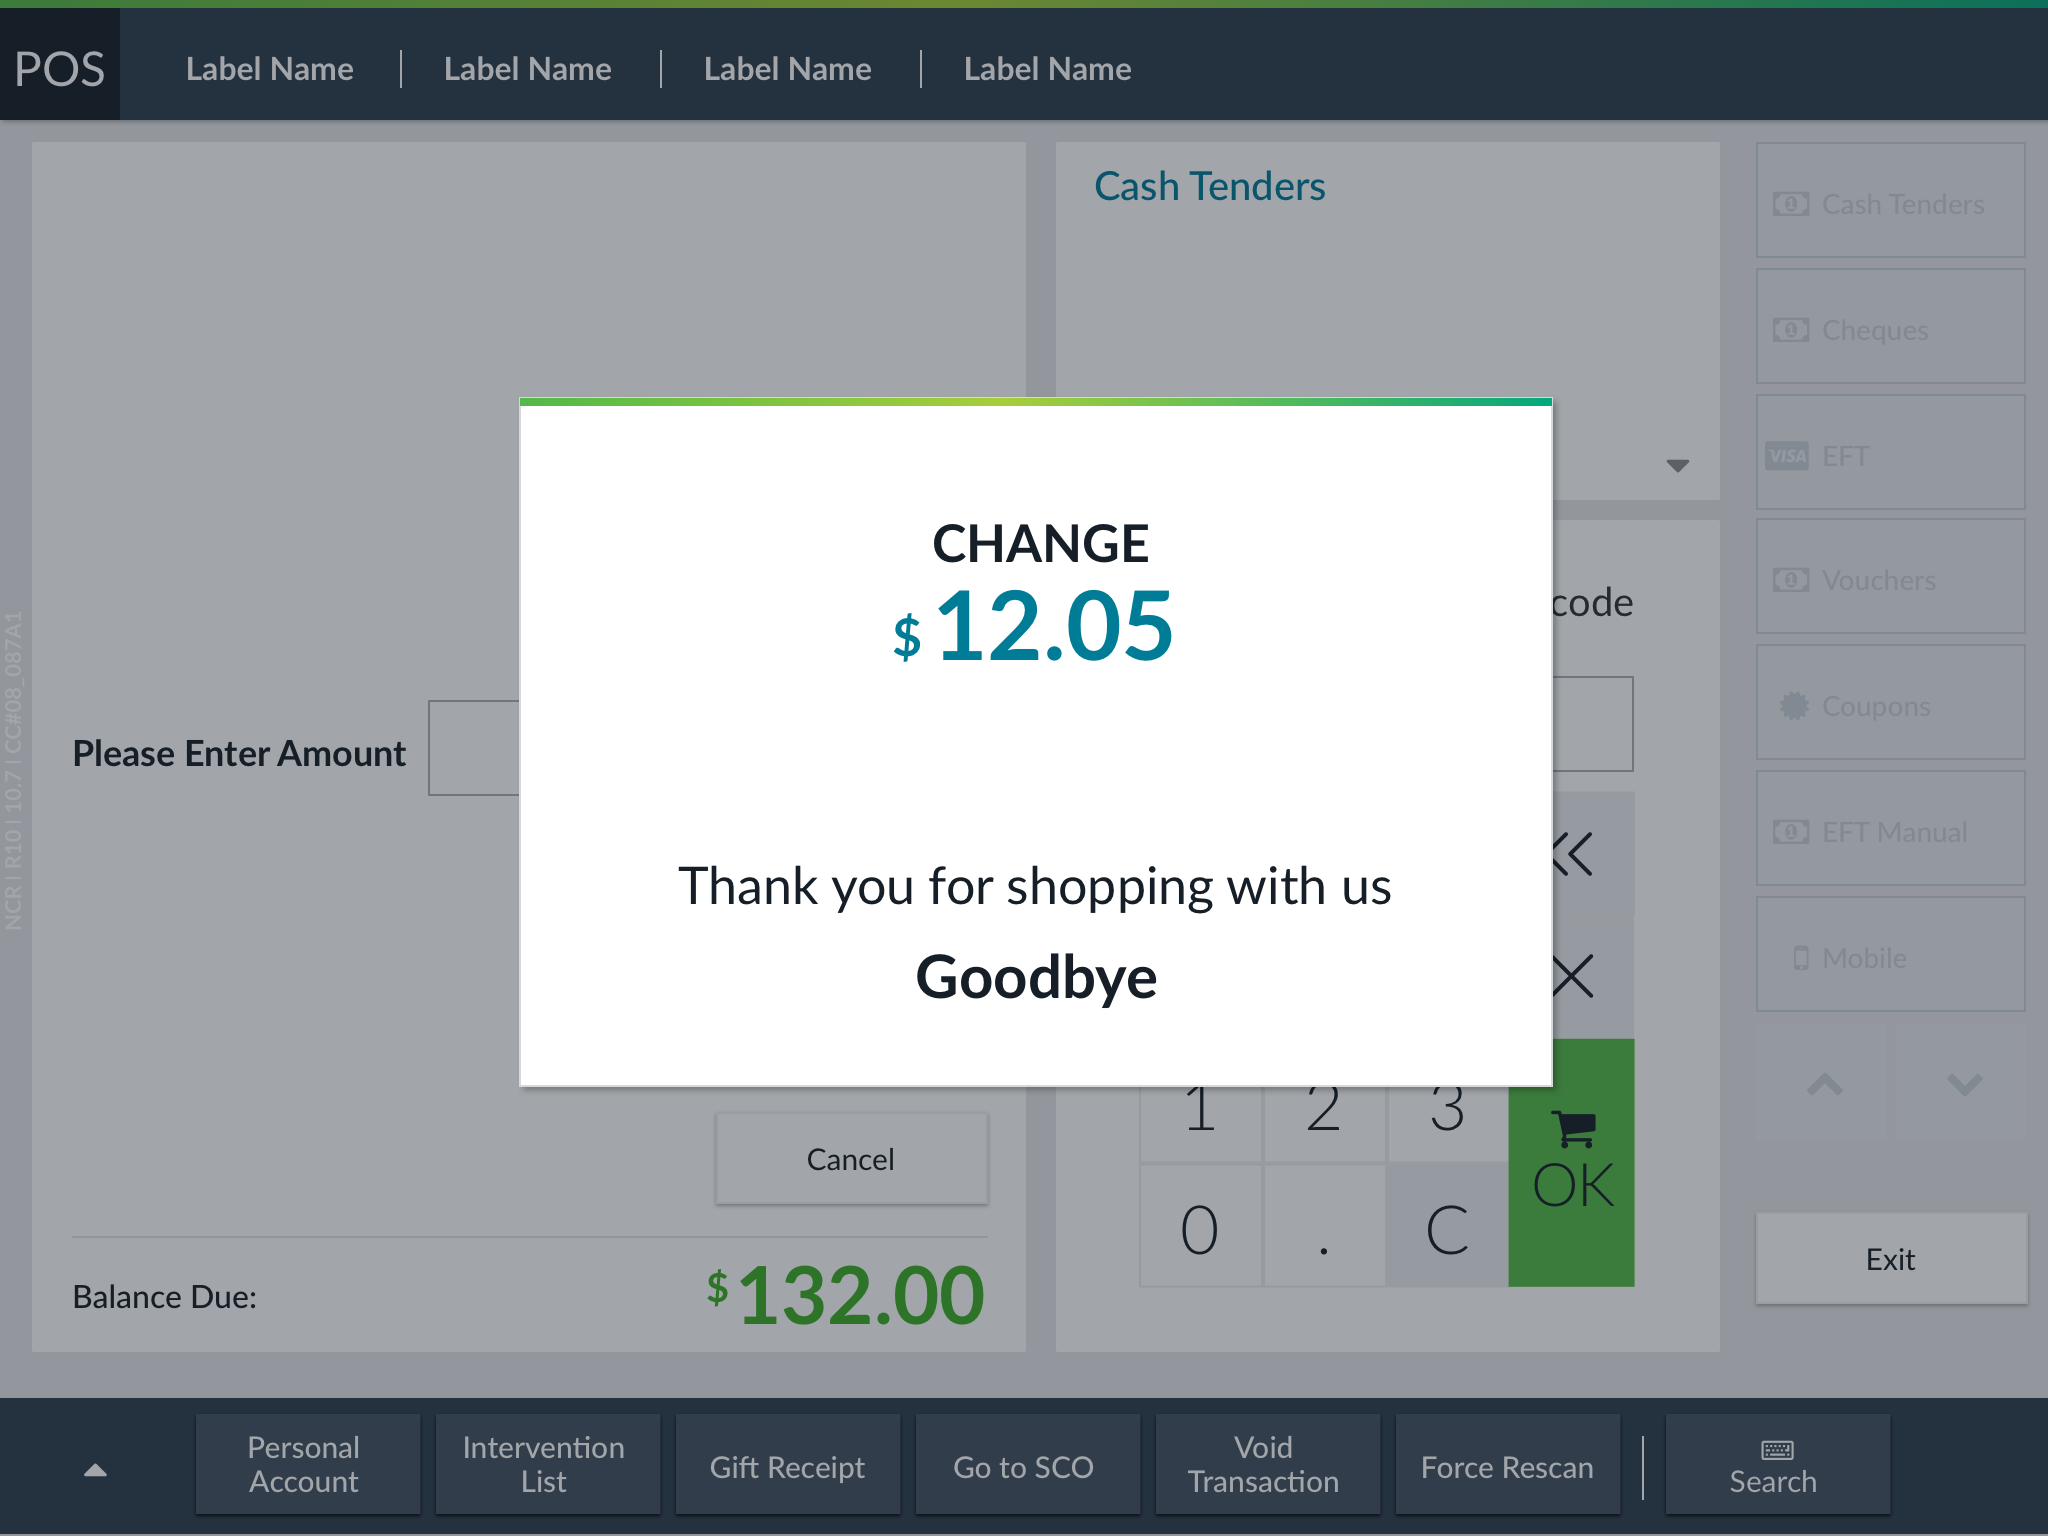 POS
Label Name
Label Name
Label Name
Label Name
Cash Tenders
Cash Tenders
Cheques
VISA EFT
Vouchers
Coupons
EFT Manual
Mobile
CHANGE
$12.05
Thank you for shopping with us
Goodbye
code
NCR | R10 | 10.7 | CC#08_087A1
Please Enter Amount
Cancel
Balance Due:
$132.00
1 2 3
0 . C
OK
Exit
Personal
Account
Intervention
List
Gift Receipt
Go to SCO
Void
Transaction
Force Rescan
Search